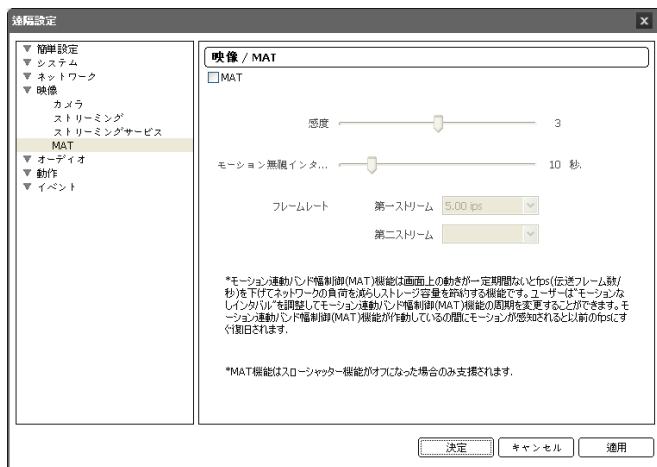 遠隔設定
簡単設定
システム
ネットワーク
映像
カメラ
ストリーミング
ストリーミングサービス
MAT
オーディオ
動作
イベント
映像 / MAT
MAT
感度 3
モーション無視インタ... 10 秒.
フレームレート 第一ストリーム 5.00 ips
第二ストリーム
*モーション連動バンド幅制御(MAT)機能は画面上の動きが一定期間ないとfps(伝送フレーム数/
秒)を下げてネットワークの負荷を減らしストレージ容量を節約する機能です。ユーザーは"モーションな
しインタバル"を調整してモーション連動バンド幅制御(MAT)機能の周期を変更することができます。モ
ーション連動バンド幅制御(MAT)機能が作動しているの間にモーションが感知されると以前のfpsにす
ぐ復旧されます.
*MAT機能はスローシャッター機能がオフになった場合のみ支援されます.
決定 キャンセル 適用